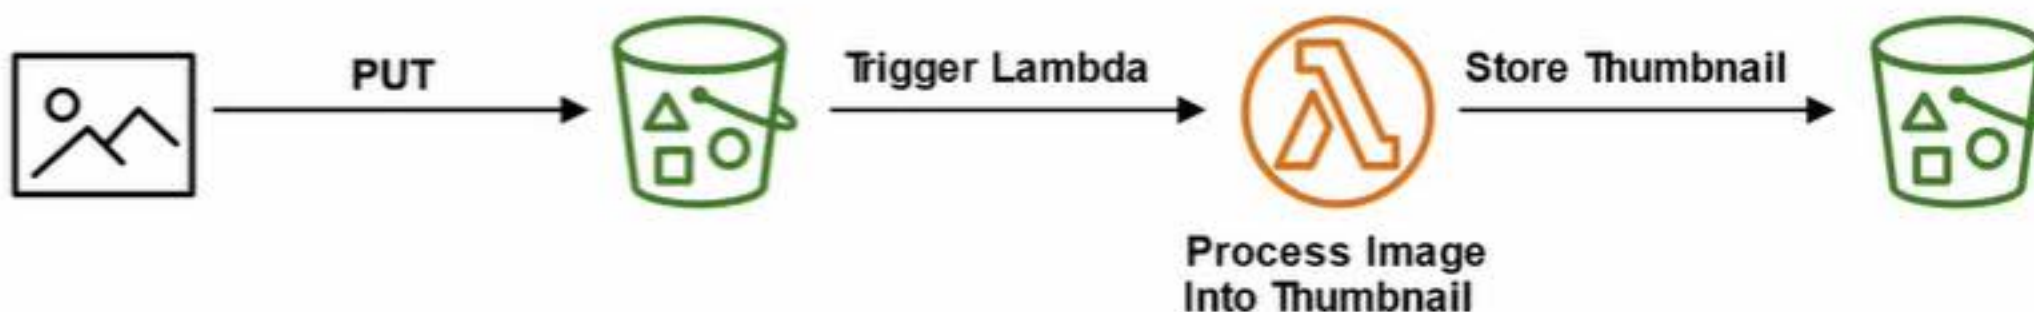 PUT
Trigger Lambda
Store Thumbnail
Process Image
Into Thumbnail